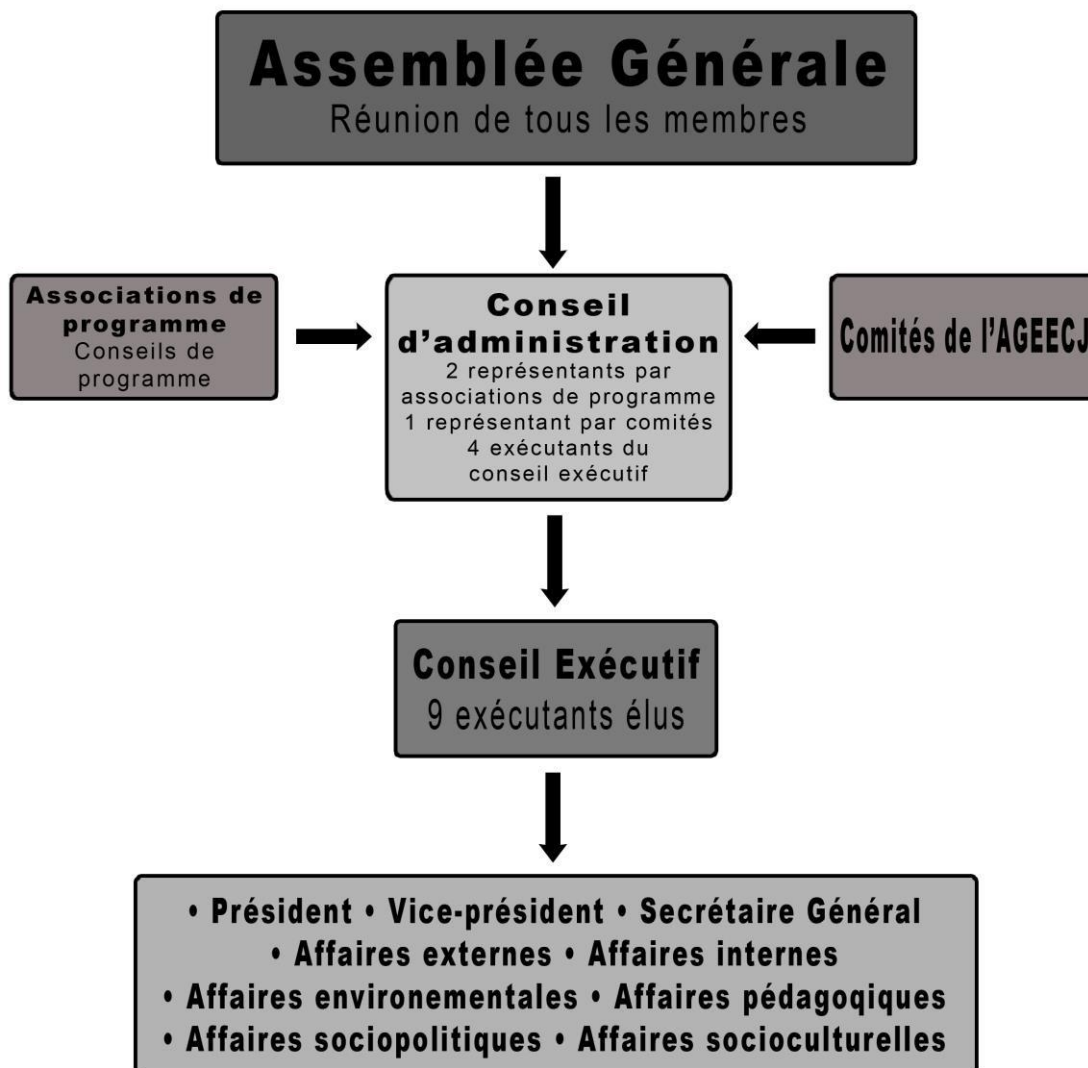 Assemblée Générale
Réunion de tous les membres
Associations de
programme
Conseils de
programme
Conseil
d'administration
2 représentants par
associations de programme
1 représentant par comités
4 exécutants du
conseil exécutif
Comités de l'AGEECJ
Conseil Exécutif
9 exécutants élus
• Président • Vice-président • Secrétaire Général
• Affaires externes • Affaires internes
• Affaires environementales • Affaires pédagoqiques
• Affaires sociopolitiques • Affaires socioculturelles